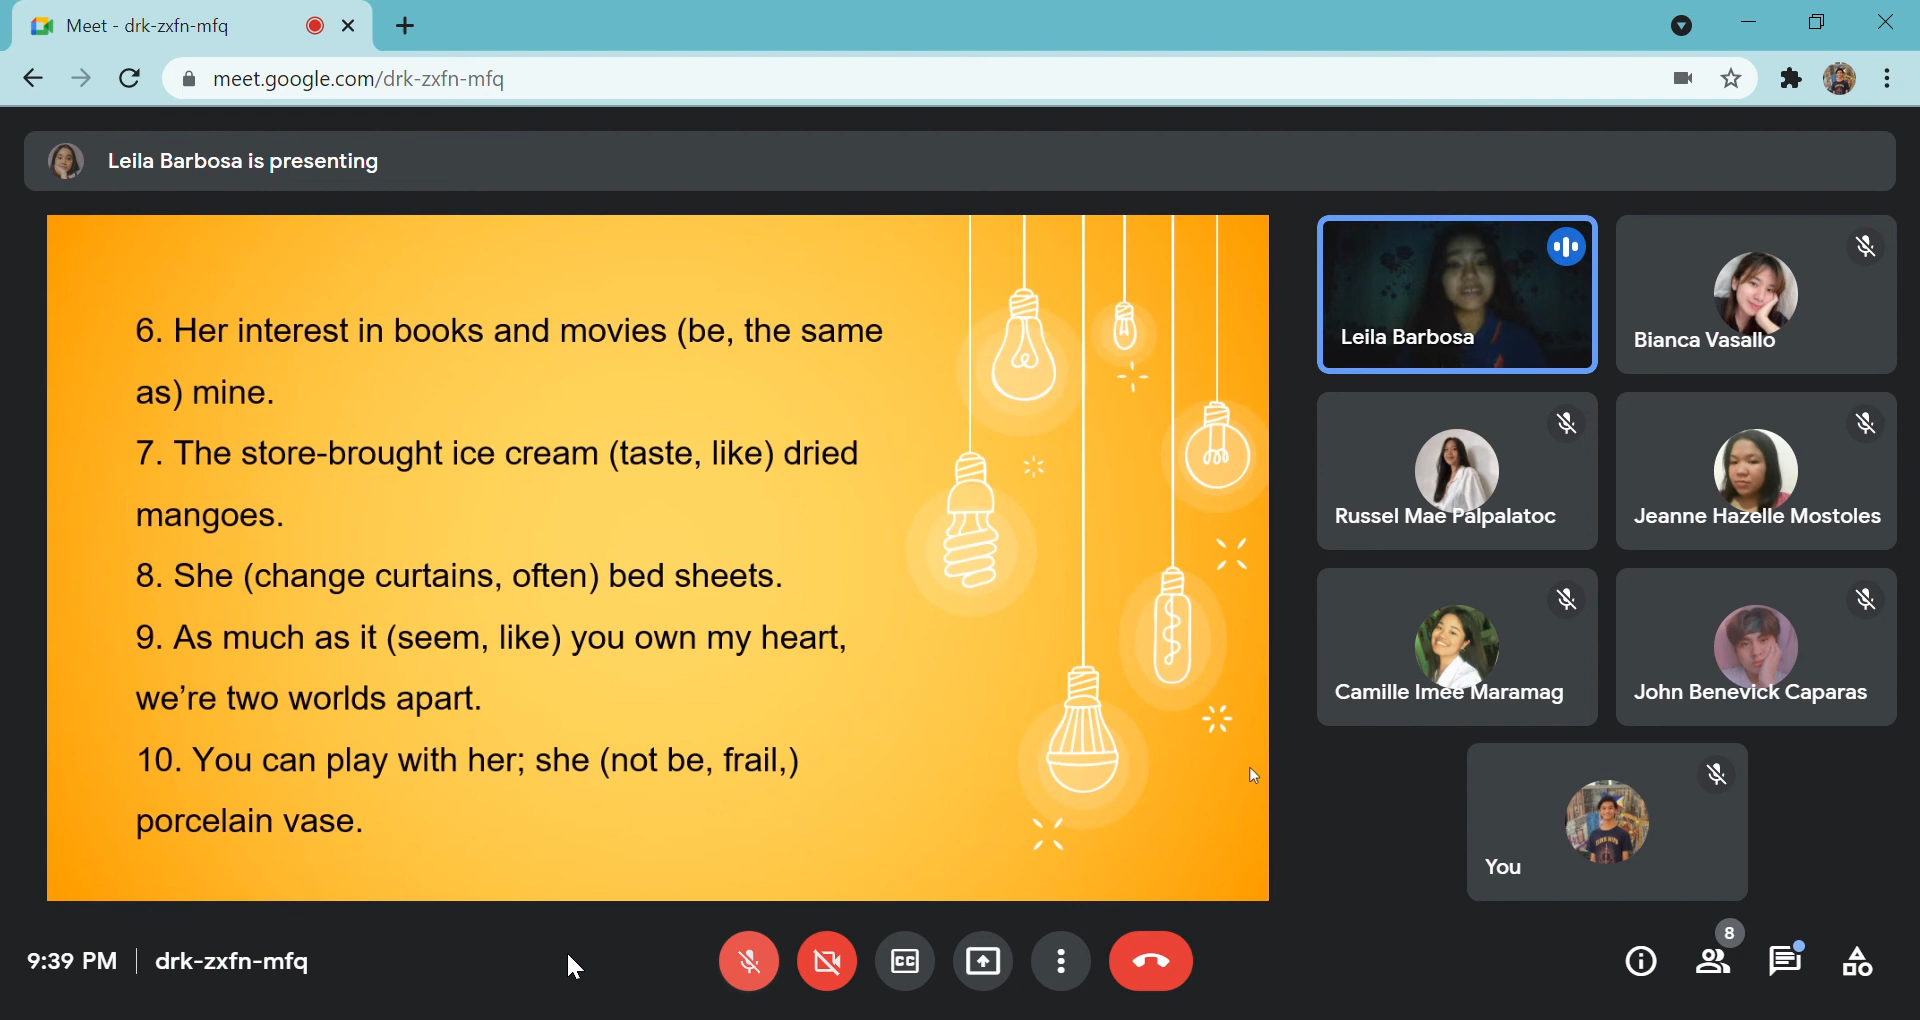 Meet - drk-zxfn-mfq
meet.google.com/drk-zxfn-mfq
Leila Barbosa is presenting
6. Her interest in books and movies (be, the same
as) mine.
7. The store-brought ice cream (taste, like) dried
mangoes.
8. She (change curtains, often) bed sheets.
9. As much as it (seem, like) you own my heart,
we're two worlds apart.
10. You can play with her; she (not be, frail,)
porcelain vase.
Leila Barbosa
Bianca Vasallo
Russel Mae Palpalatoc
Jeanne Hazelle Mostoles
Camille Imee Maramag
John Benevick Caparas
You
9:39 PM
drk-zxfn-mfq
CC
8